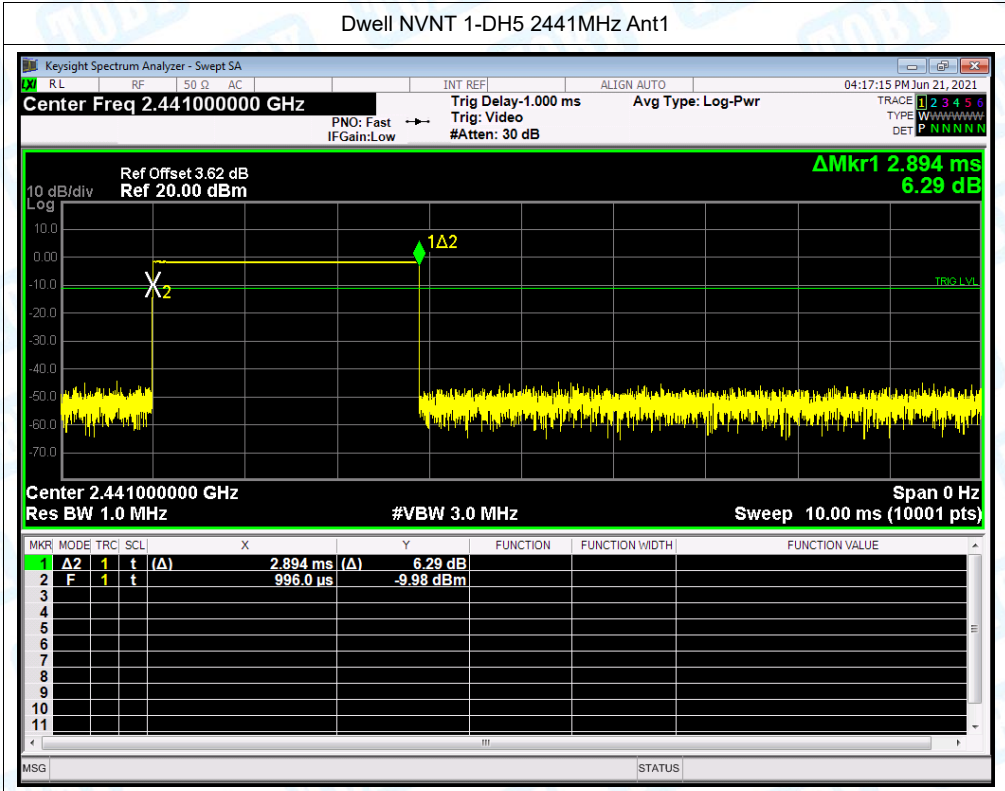 Dwell NVNT 1-DH5 2441MHz Ant1
Keysight Spectrum Analyzer - Swept SA
LXI RL RF 50 Ω AC INT REF ALIGN AUTO 04:17:15 PM Jun 21, 2021
Center Freq 2.441000000 GHz
Trig Delay-1.000 ms Avg Type: Log-Pwr TRACE 1 2 3 4 5 6
PNO: Fast Trig: Video TYPE WWWWWW
IFGain:Low #Atten: 30 dB DET P N N N N N
ΔMkr1 2.894 ms
6.29 dB
Ref Offset 3.62 dB
10 dB/div Ref 20.00 dBm
Log
10.0
1Δ2
0.00
-10.0
TRIG LVL
2
-20.0
-30.0
-40.0
-50.0
-60.0
-70.0
Center 2.441000000 GHz Span 0 Hz
Res BW 1.0 MHz #VBW 3.0 MHz Sweep 10.00 ms (10001 pts)
MKR MODE TRC SCL X Y FUNCTION FUNCTION WIDTH FUNCTION VALUE
1 Δ2 1 t (Δ) 2.894 ms (Δ) 6.29 dB
2 F 1 t 996.0 µs -9.98 dBm
3
4
5
6
7
8
9
10
11
MSG STATUS